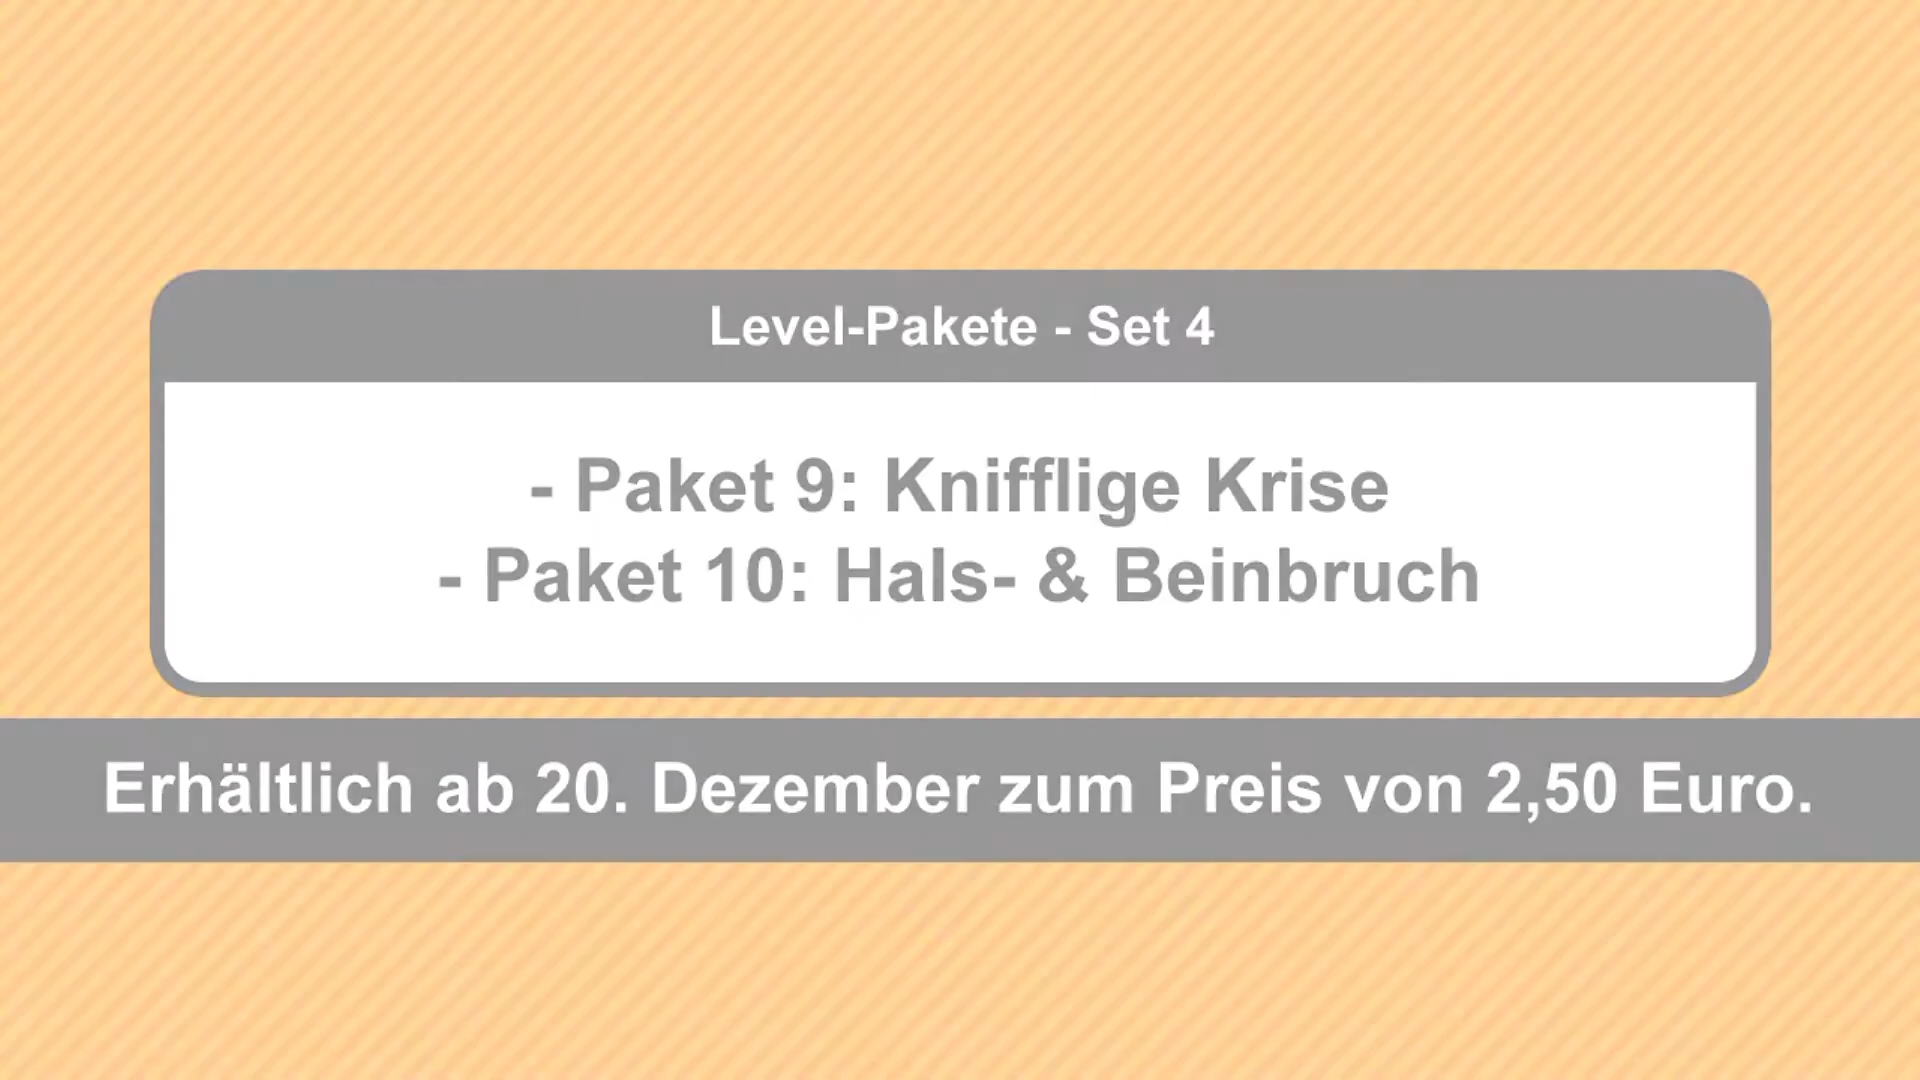 Level-Pakete - Set 4
- Paket 9: Knifflige Krise
- Paket 10: Hals- & Beinbruch
Erhältlich ab 20. Dezember zum Preis von 2,50 Euro.